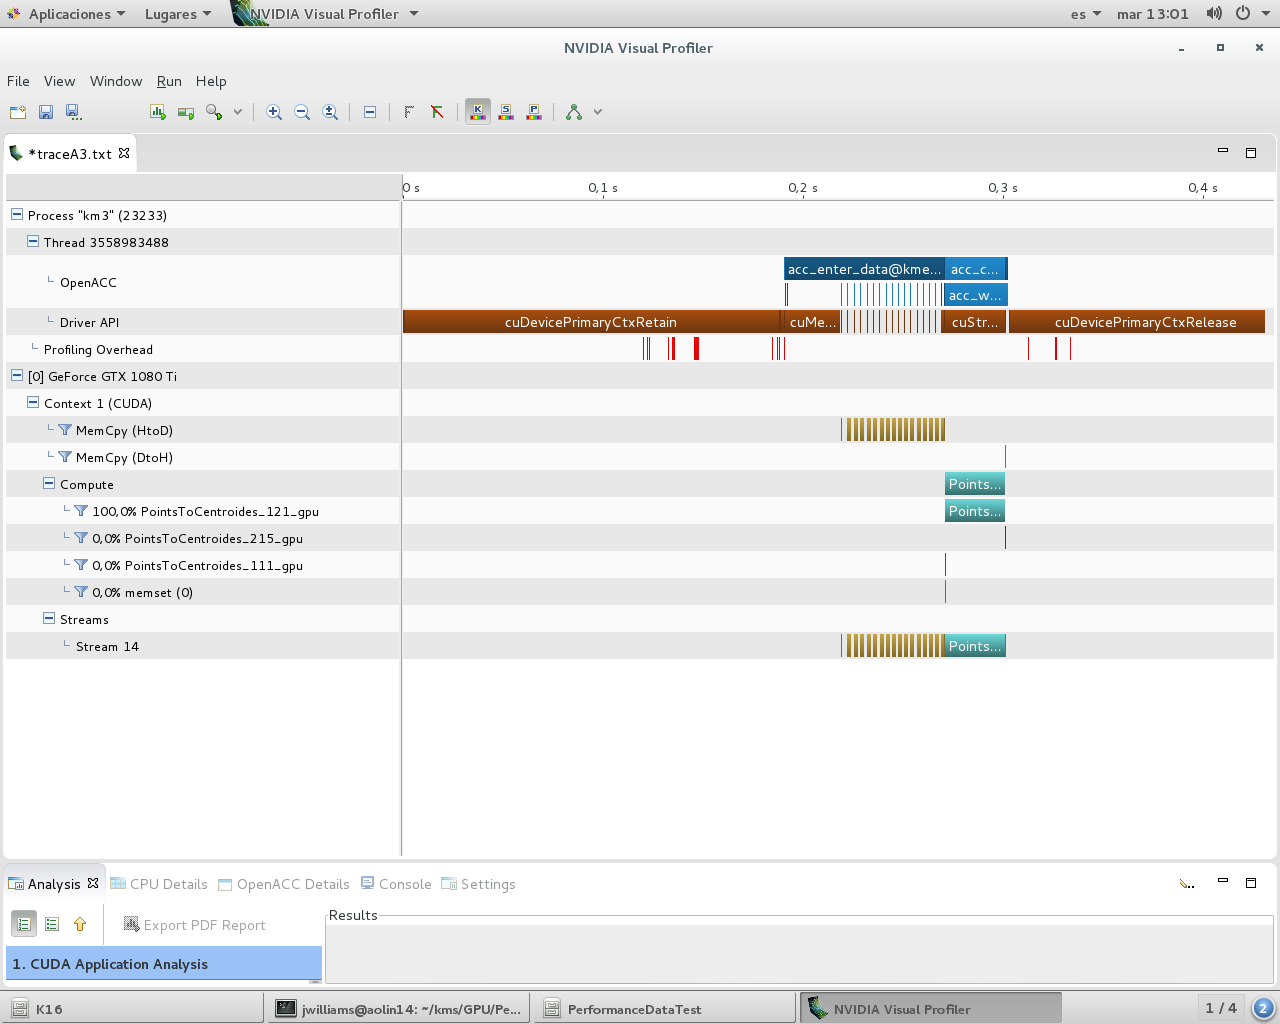 Aplicaciones Lugares NVIDIA Visual Profiler es mar 13:01
NVIDIA Visual Profiler
File View Window Run Help
K S P
*traceA3.txt
0 s 0,1 s 0,2 s 0,3 s 0,4 s
Process "km3" (23233)
Thread 3558983488
OpenACC
acc_enter_data@kme... acc_c...
acc_w...
Driver API
cuDevicePrimaryCtxRetain cuMe... cuStr... cuDevicePrimaryCtxRelease
Profiling Overhead
[0] GeForce GTX 1080 Ti
Context 1 (CUDA)
MemCpy (HtoD)
MemCpy (DtoH)
Compute Points...
100,0% PointsToCentroides_121_gpu Points...
0,0% PointsToCentroides_215_gpu
0,0% PointsToCentroides_111_gpu
0,0% memset (0)
Streams
Stream 14 Points...
Analysis CPU Details OpenACC Details Console Settings
Export PDF Report
Results
1. CUDA Application Analysis
K16 jwilliams@aolin14: ~/kms/GPU/Pe... PerformanceDataTest NVIDIA Visual Profiler 1 / 4 2